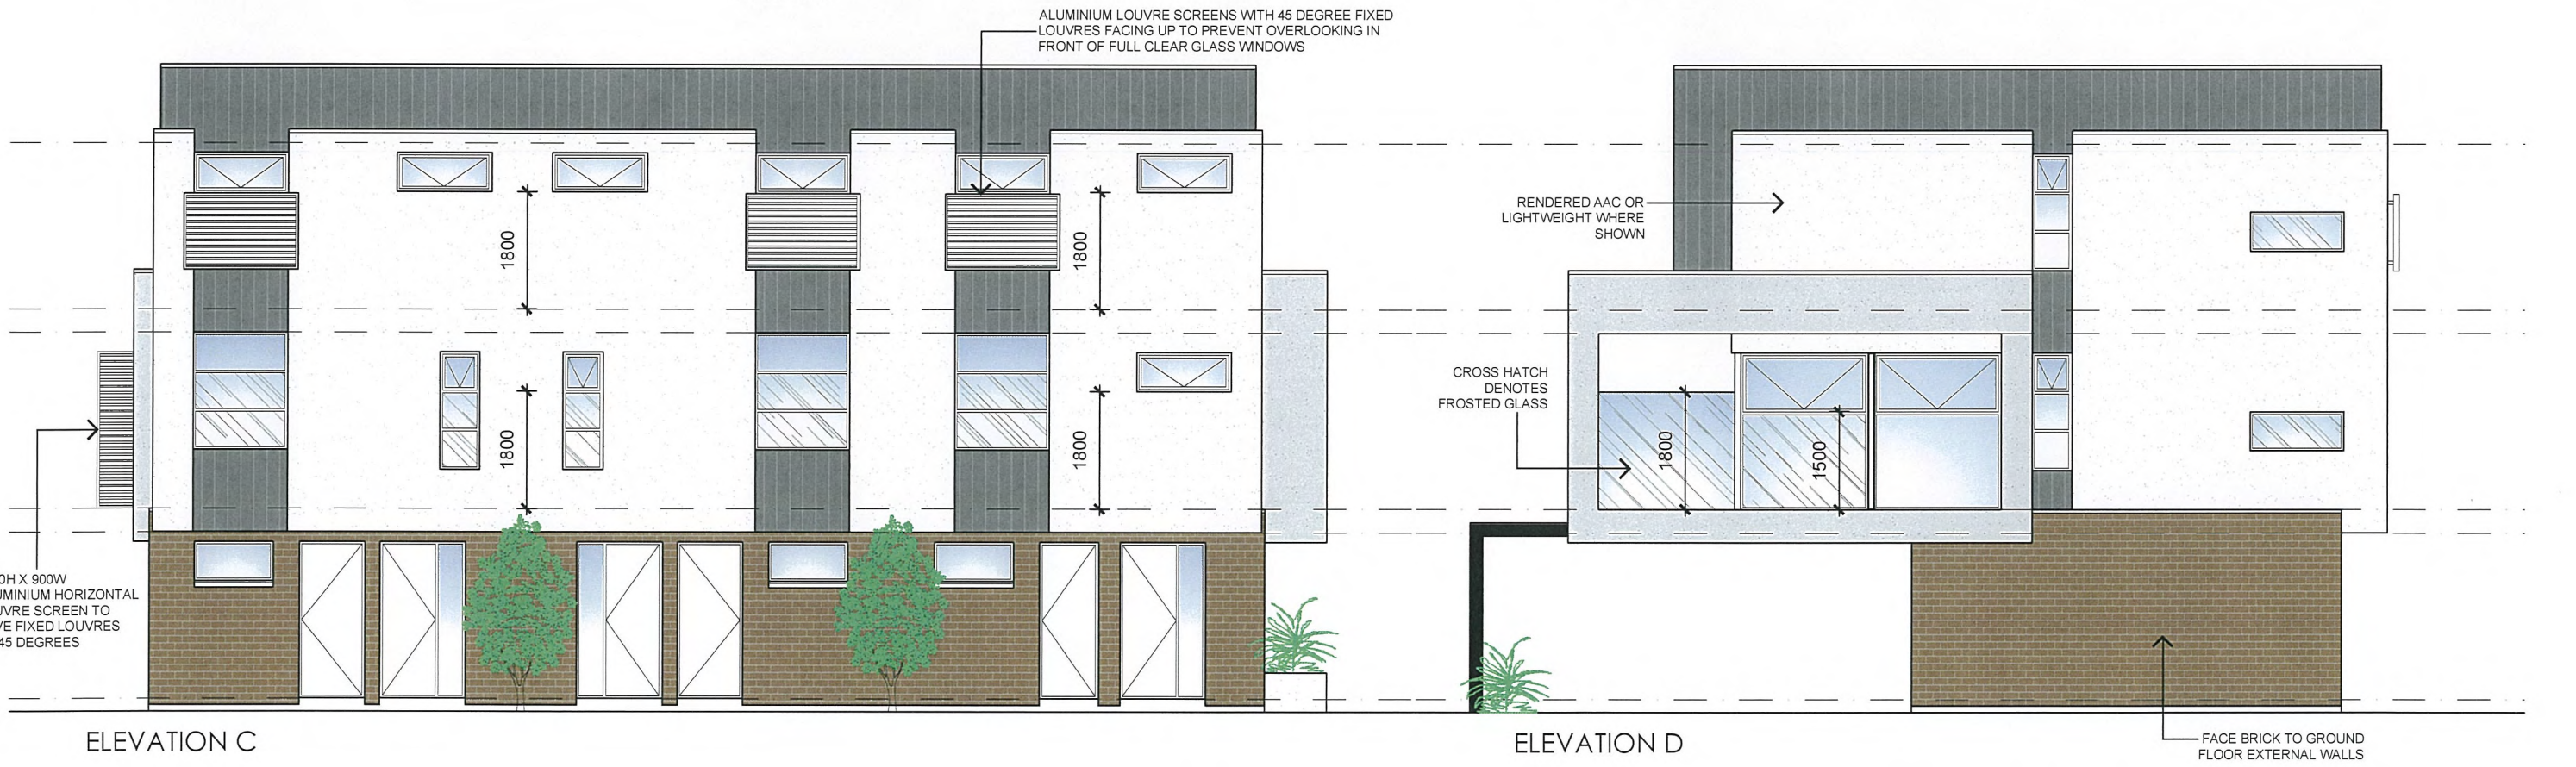 ALUMINIUM LOUVRE SCREENS WITH 45 DEGREE FIXED
LOUVRES FACING UP TO PREVENT OVERLOOKING IN
FRONT OF FULL CLEAR GLASS WINDOWS
1800
1800
1800
1800
0H X 900W
UMINIUM HORIZONTAL
UVRE SCREEN TO
VE FIXED LOUVRES
45 DEGREES
ELEVATION C
RENDERED AAC OR
LIGHTWEIGHT WHERE
SHOWN
CROSS HATCH
DENOTES
FROSTED GLASS
1800
1500
ELEVATION D
FACE BRICK TO GROUND
FLOOR EXTERNAL WALLS